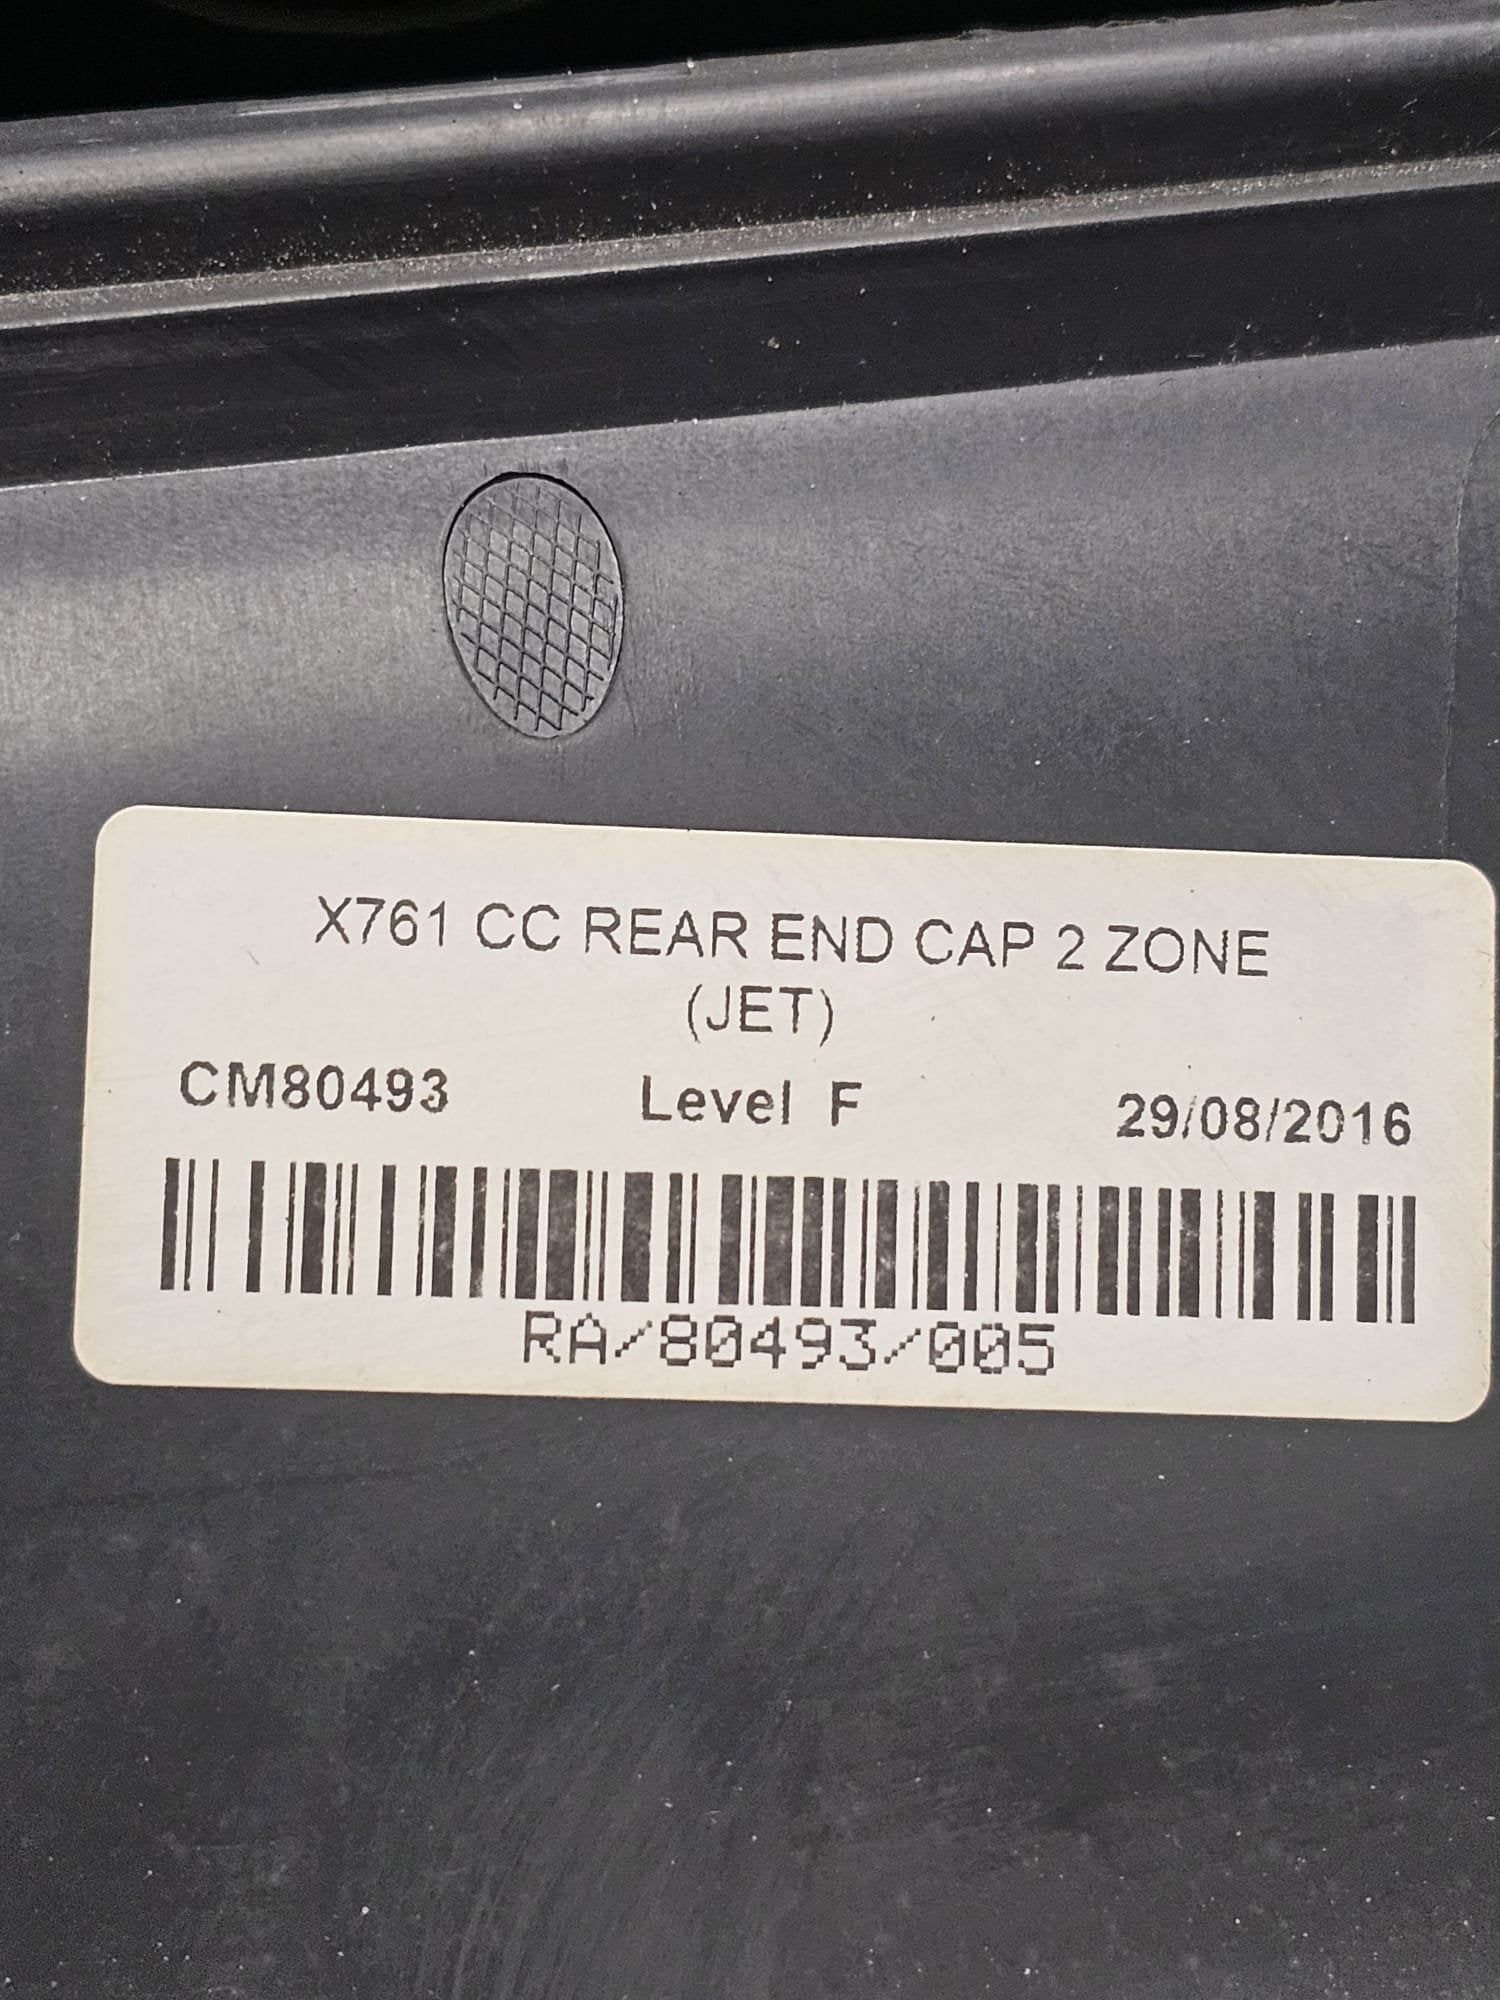 X761 CC REAR END CAP 2 ZONE
(JET)
CM80493 Level F 29/08/2016
RA/80493/005